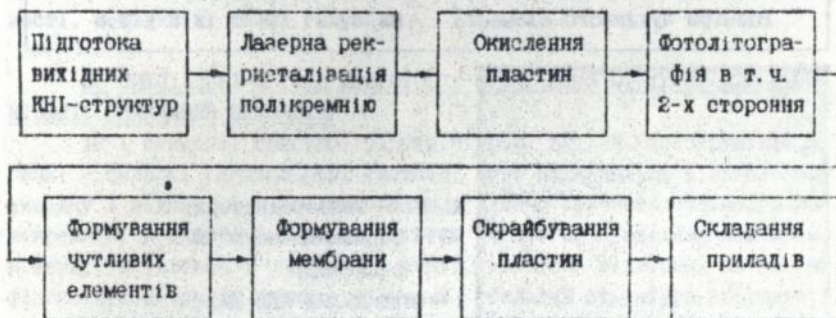 Підготока
вихідних
КНІ-структур
Лазерна рек-
ристалівація
полікремнію
Окислення
пластин
Фотолітогра-
фія в т.ч.
2-х стороння
Формування
чутливих
елементів
Формування
мембрани
Скрайбування
пластин
Складання
приладів